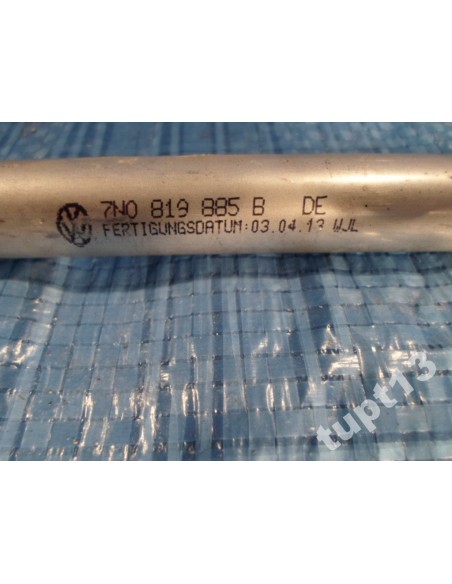 7N0 819 885 B DE
FERTIGUNGSDATUM:03.04.13 WJL
tupt13